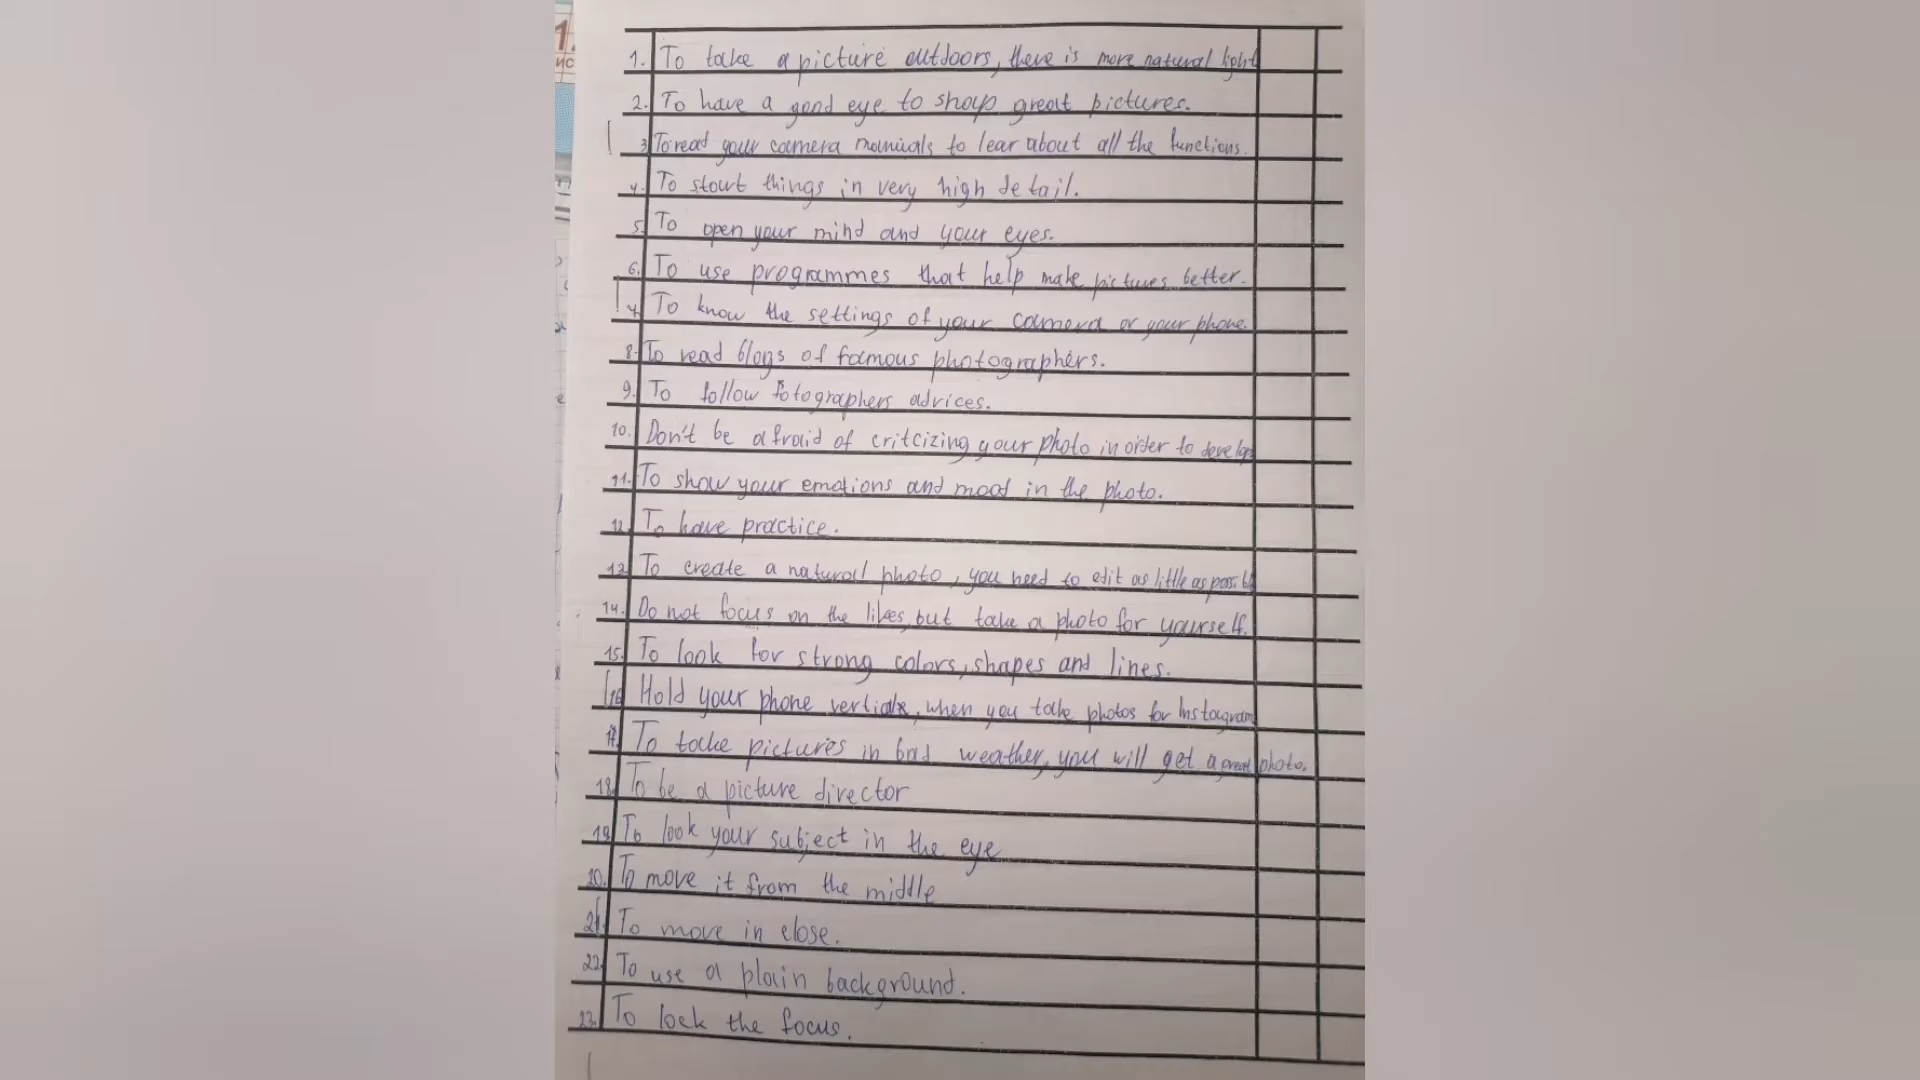 1. To take a picture outdoors, there is more natural light
2. To have a good eye to shap great pictures.
3. To read your camera manuals to lear about all the functions.
4. To start things in very high detail.
5. To open your mind and your eyes.
6. To use programmes that help make pictures better.
7. To know the settings of your camera or your phone.
8. To read blogs of famous photographers.
9. To follow fotographers advices.
10. Don't be afraid of critcizing your photo in order to develop
11. To show your emotions and mood in the photo.
12. To have practice.
13. To create a natural photo, you need to edit as little as possible
14. Do not focus on the likes, but take a photo for yourself.
15. To look for strong colors, shapes and lines.
16. Hold your phone, when you take photos for Instagram
17. To take pictures in bad weather, you will get a great photo.
18. To be a picture director
19. To look your subject in the eye
20. To move it from the middle
21. To move in close.
22. To use a plain background.
23. To lock the focus.